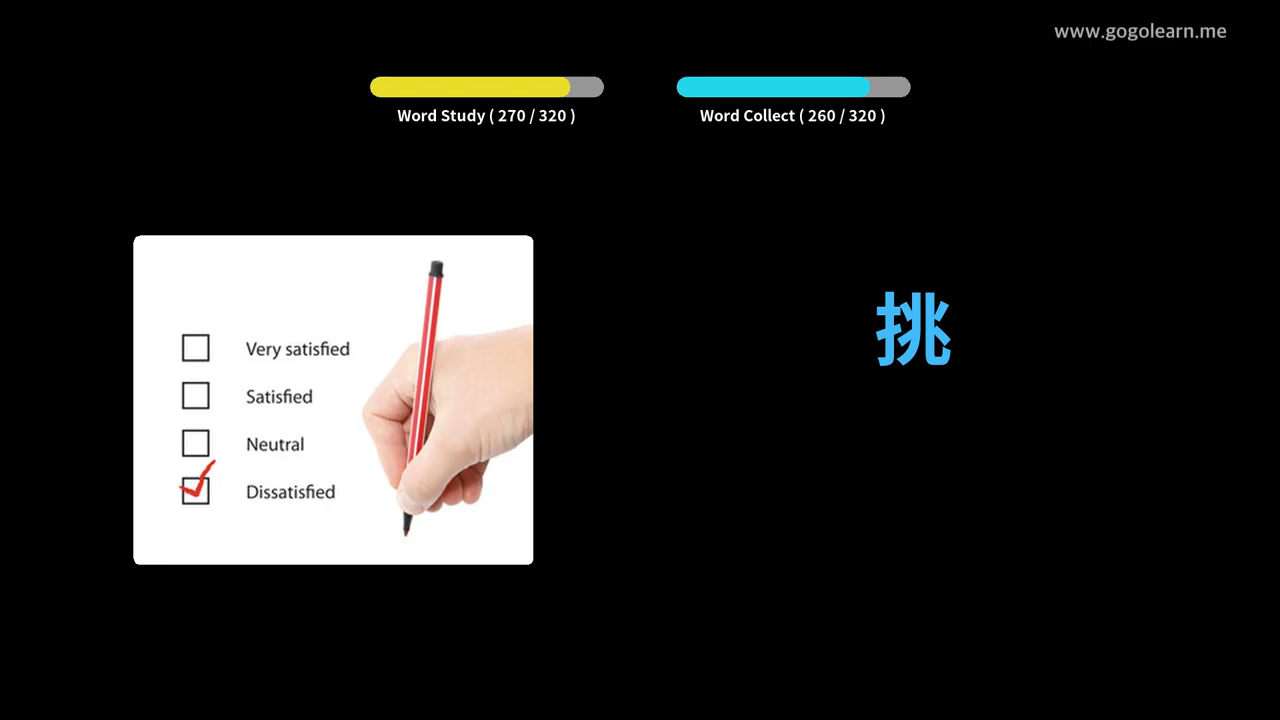 www.gogolearn.me
Word Study ( 270 / 320 )
Word Collect ( 260 / 320 )
Very satisfied
Satisfied
Neutral
Dissatisfied
挑